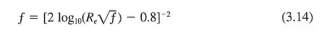 f = [2 log₁₀(Rₑ√f) − 0.8]⁻² (3.14)